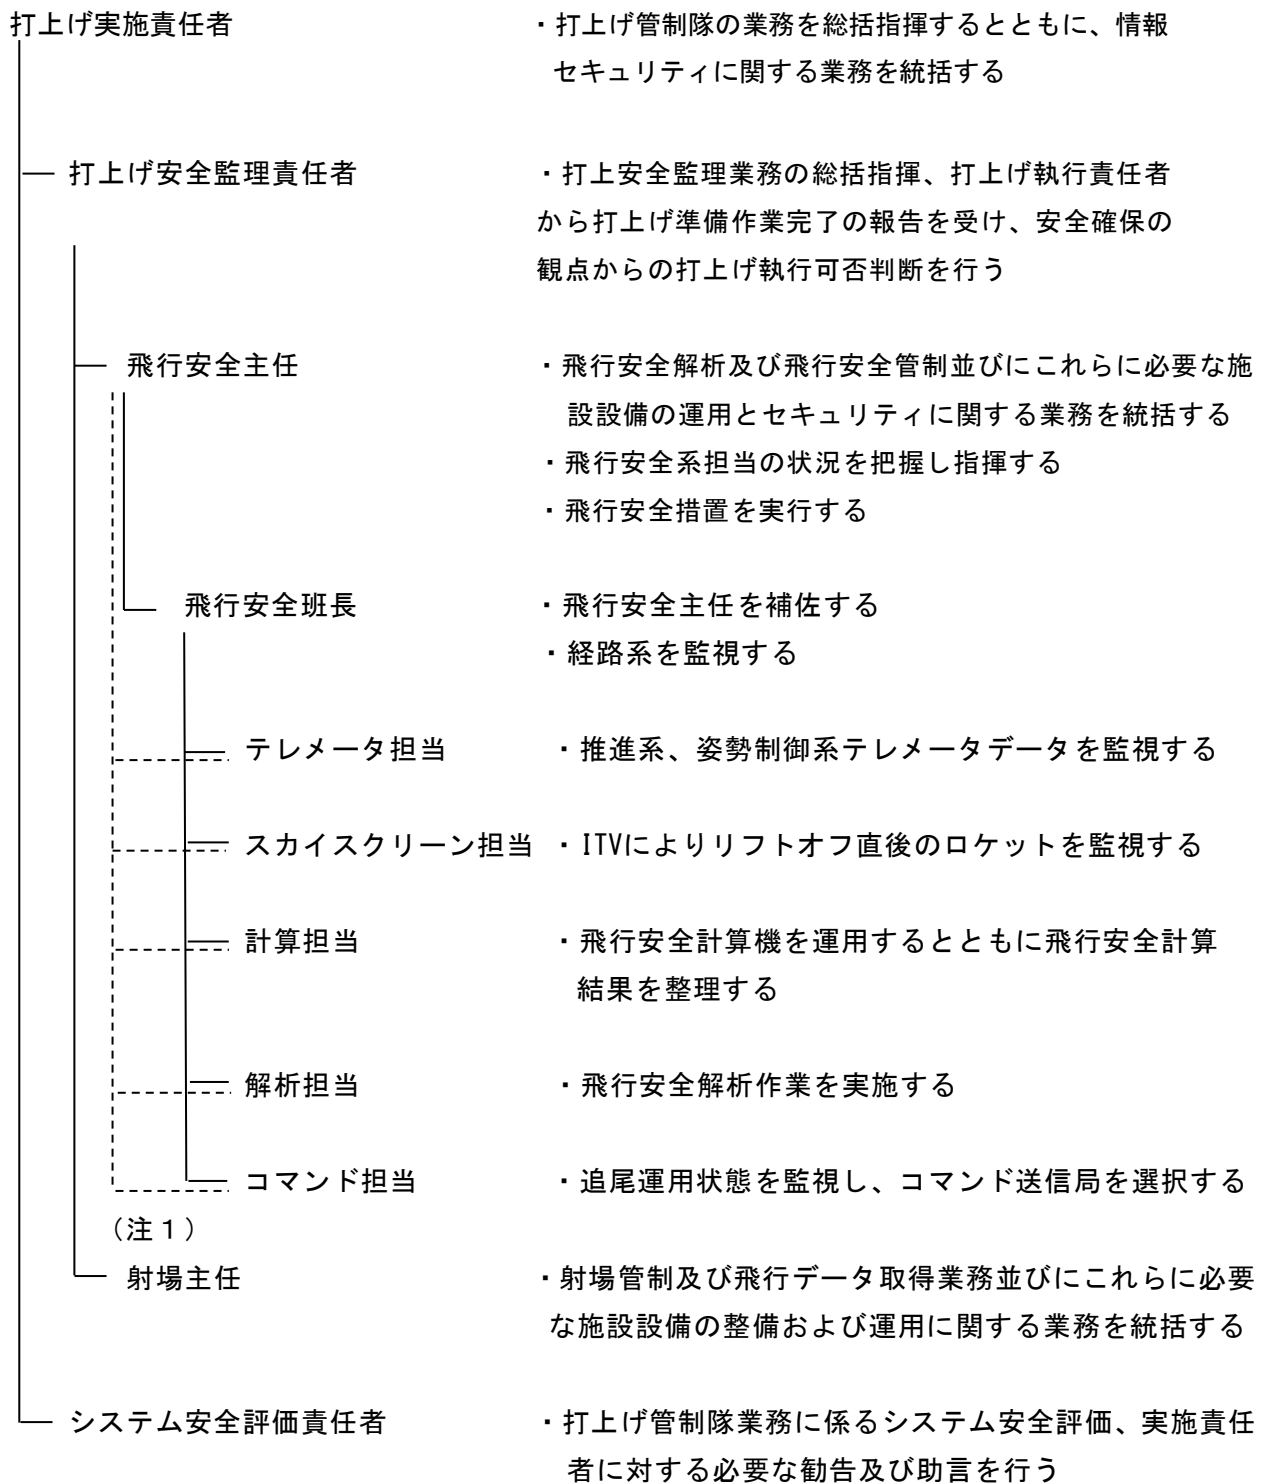 打上げ実施責任者 ・打上げ管制隊の業務を総括指揮するとともに、情報
セキュリティに関する業務を統括する
打上げ安全監理責任者 ・打上安全監理業務の総括指揮、打上げ執行責任者
から打上げ準備作業完了の報告を受け、安全確保の
観点からの打上げ執行可否判断を行う
飛行安全主任 ・飛行安全解析及び飛行安全管制並びにこれらに必要な施
設設備の運用とセキュリティに関する業務を統括する
・飛行安全系担当の状況を把握し指揮する
・飛行安全措置を実行する
飛行安全班長 ・飛行安全主任を補佐する
・経路系を監視する
テレメータ担当 ・推進系、姿勢制御系テレメータデータを監視する
スカイスクリーン担当 ・ITVによりリフトオフ直後のロケットを監視する
計算担当 ・飛行安全計算機を運用するとともに飛行安全計算
結果を整理する
解析担当 ・飛行安全解析作業を実施する
コマンド担当 ・追尾運用状態を監視し、コマンド送信局を選択する
（注１）
射場主任 ・射場管制及び飛行データ取得業務並びにこれらに必要
な施設設備の整備および運用に関する業務を統括する
システム安全評価責任者 ・打上げ管制隊業務に係るシステム安全評価、実施責任
者に対する必要な勧告及び助言を行う